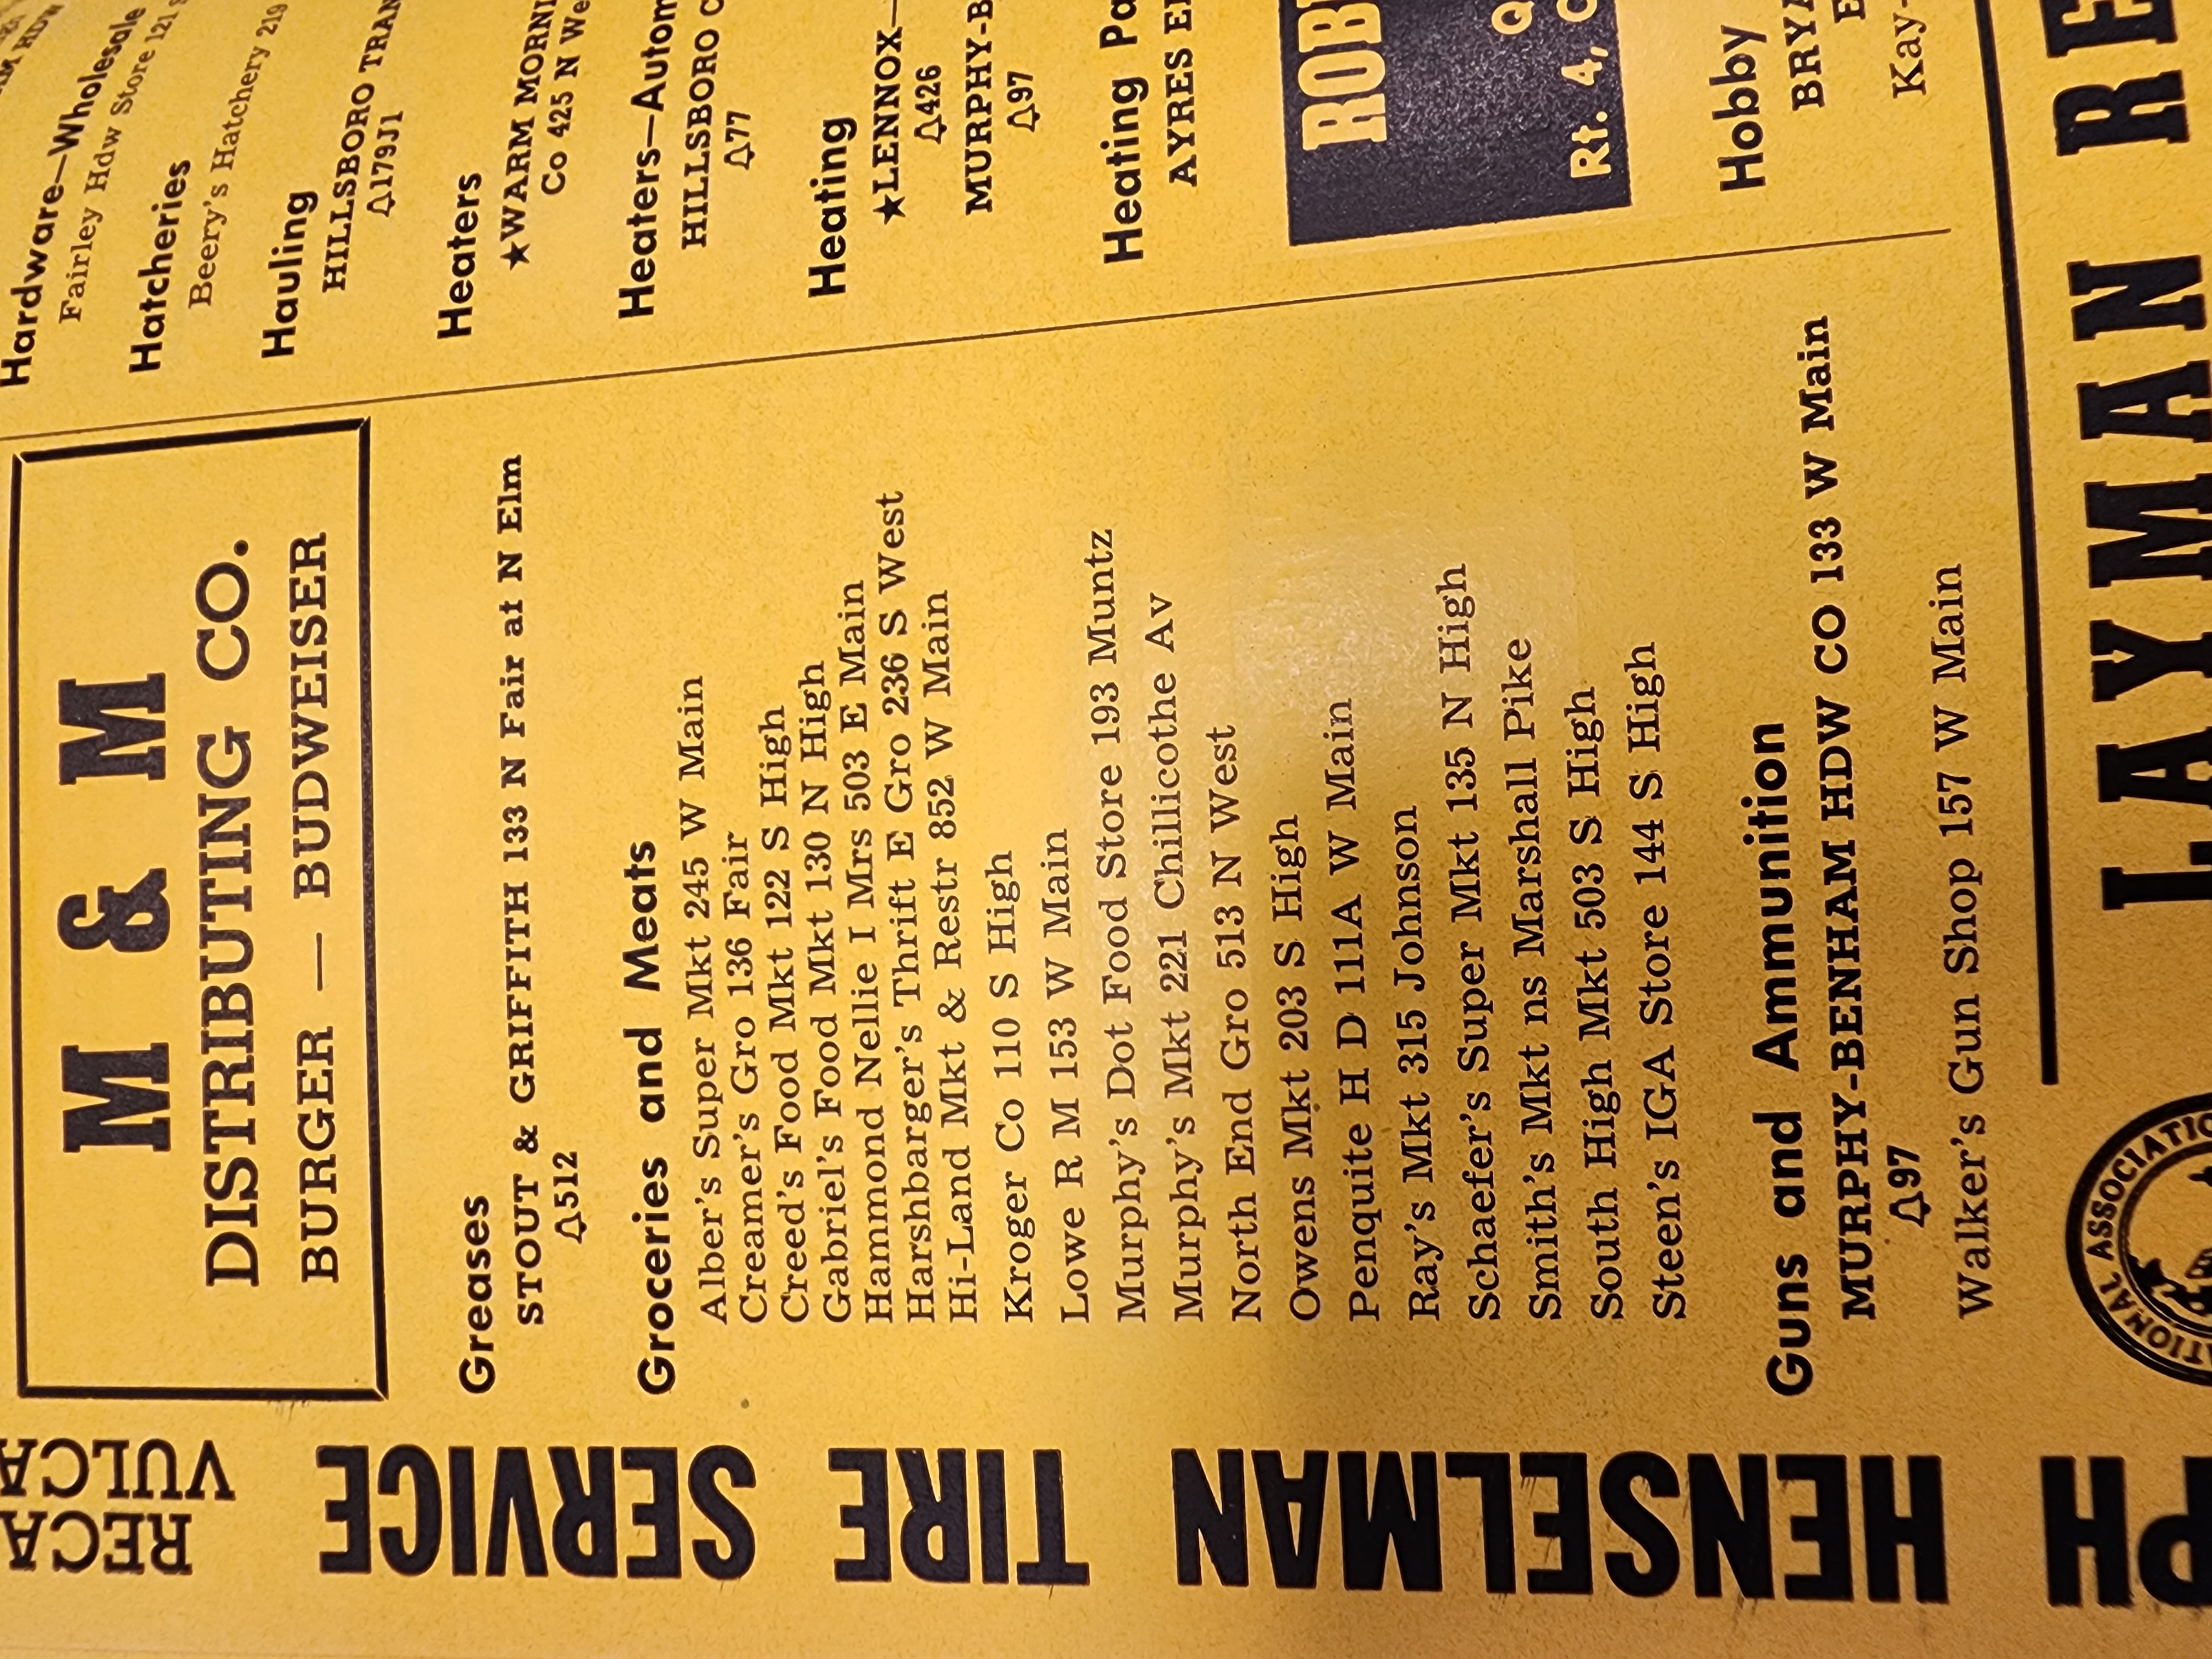 M & M
DISTRIBUTING CO.
BURGER — BUDWEISER
Greases
STOUT & GRIFFITH 133 N Fair at N Elm
512
Groceries and Meats
Alber's Super Mkt 245 W Main
Creamer's Gro 136 Fair
Creed's Food Mkt 122 S High
Gabriel's Food Mkt 130 N High
Hammond Nellie I Mrs 503 E Main
Harshbarger's Thrift E Gro 236 S West
Hi-Land Mkt & Restr 852 W Main
Kroger Co 110 S High
Lowe R M 153 W Main
Murphy's Dot Food Store 193 Muntz
Murphy's Mkt 221 Chillicothe Av
North End Gro 513 N West
Owens Mkt 203 S High
Penquite H D 111A W Main
Ray's Mkt 315 Johnson
Schaefer's Super Mkt 135 N High
Smith's Mkt ns Marshall Pike
South High Mkt 503 S High
Steen's IGA Store 144 S High
Guns and Ammunition
MURPHY-BENHAM HDW CO 133 W Main
97
Walker's Gun Shop 157 W Main
Hardware—Wholesale
Fairley Hdw Store 121
Hatcheries
Beery's Hatchery 219
Hauling
HILLSBORO
179J1
Heaters
★WARM
Co 425 N
Heaters—
HILLSBORO
77
Heating
★LENNOX—
426
97
Heating
AYRES
Rt. 4,
Hobby
LAYMAN
ASSOCIATION
HENSELMAN TIRE SERVICE